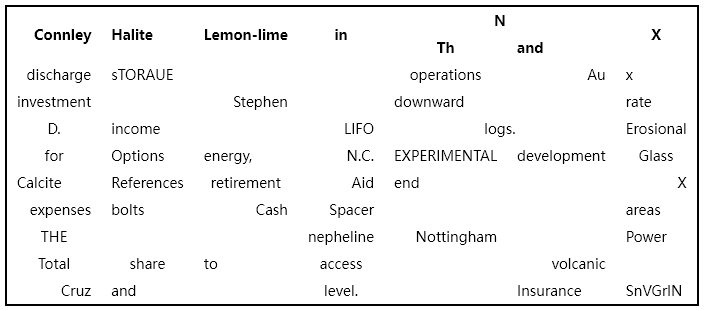 N
Connley Halite Lemon-lime in X
Th and
discharge sTORAUE operations Au x
investment Stephen downward rate
D. income LIFO logs. Erosional
for Options energy, N.C. EXPERIMENTAL development Glass
Calcite References retirement Aid end X
expenses bolts Cash Spacer areas
THE nepheline Nottingham Power
Total share to access volcanic
Cruz and level. Insurance SnVGrIN